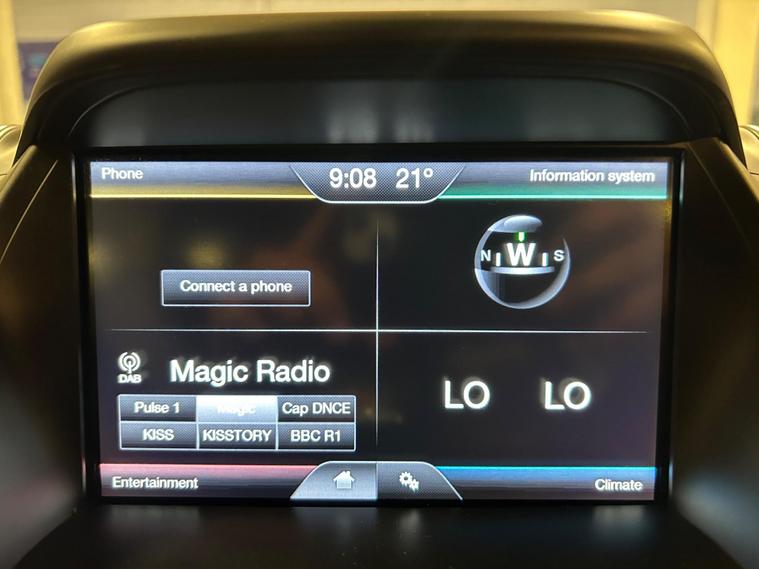 Phone 9:08 21° Information system
N W S
Connect a phone
DAB Magic Radio
LO LO
Pulse 1 Magic Cap DNCE
KISS KISSTORY BBC R1
Entertainment Climate